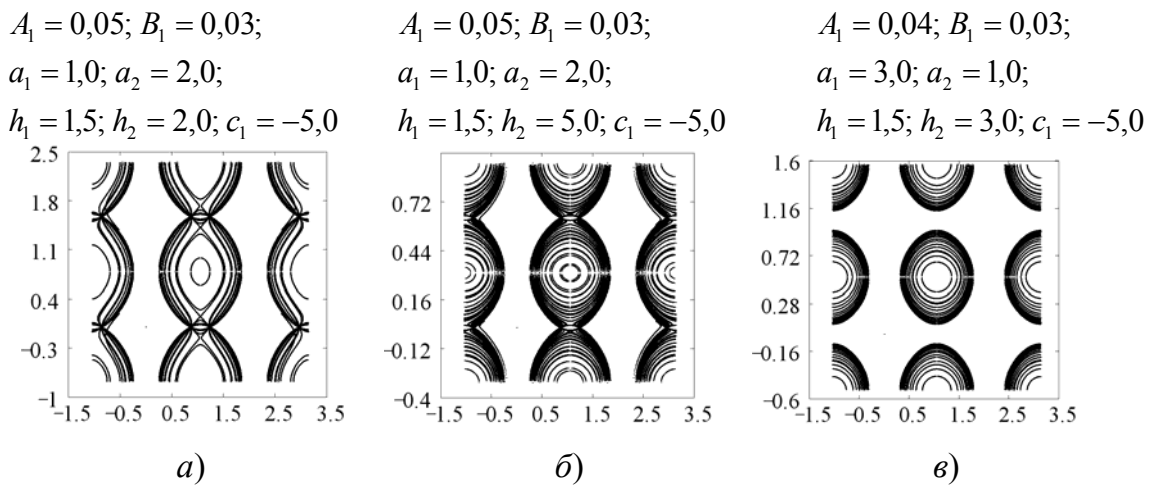 A₁ = 0,05; B₁ = 0,03;
a₁ = 1,0; a₂ = 2,0;
h₁ = 1,5; h₂ = 2,0; c₁ = −5,0
2.5
1.8
1.1
0.4
−0.3
−1
−1.5 −0.5 0.5 1.5 2.5 3.5
а)
A₁ = 0,05; B₁ = 0,03;
a₁ = 1,0; a₂ = 2,0;
h₁ = 1,5; h₂ = 5,0; c₁ = −5,0
0.72
0.44
0.16
−0.12
−0.4
−1.5 −0.5 0.5 1.5 2.5 3.5
б)
A₁ = 0,04; B₁ = 0,03;
a₁ = 3,0; a₂ = 1,0;
h₁ = 1,5; h₂ = 3,0; c₁ = −5,0
1.6
1.16
0.72
0.28
−0.16
−0.6
−1.5 −0.5 0.5 1.5 2.5 3.5
в)